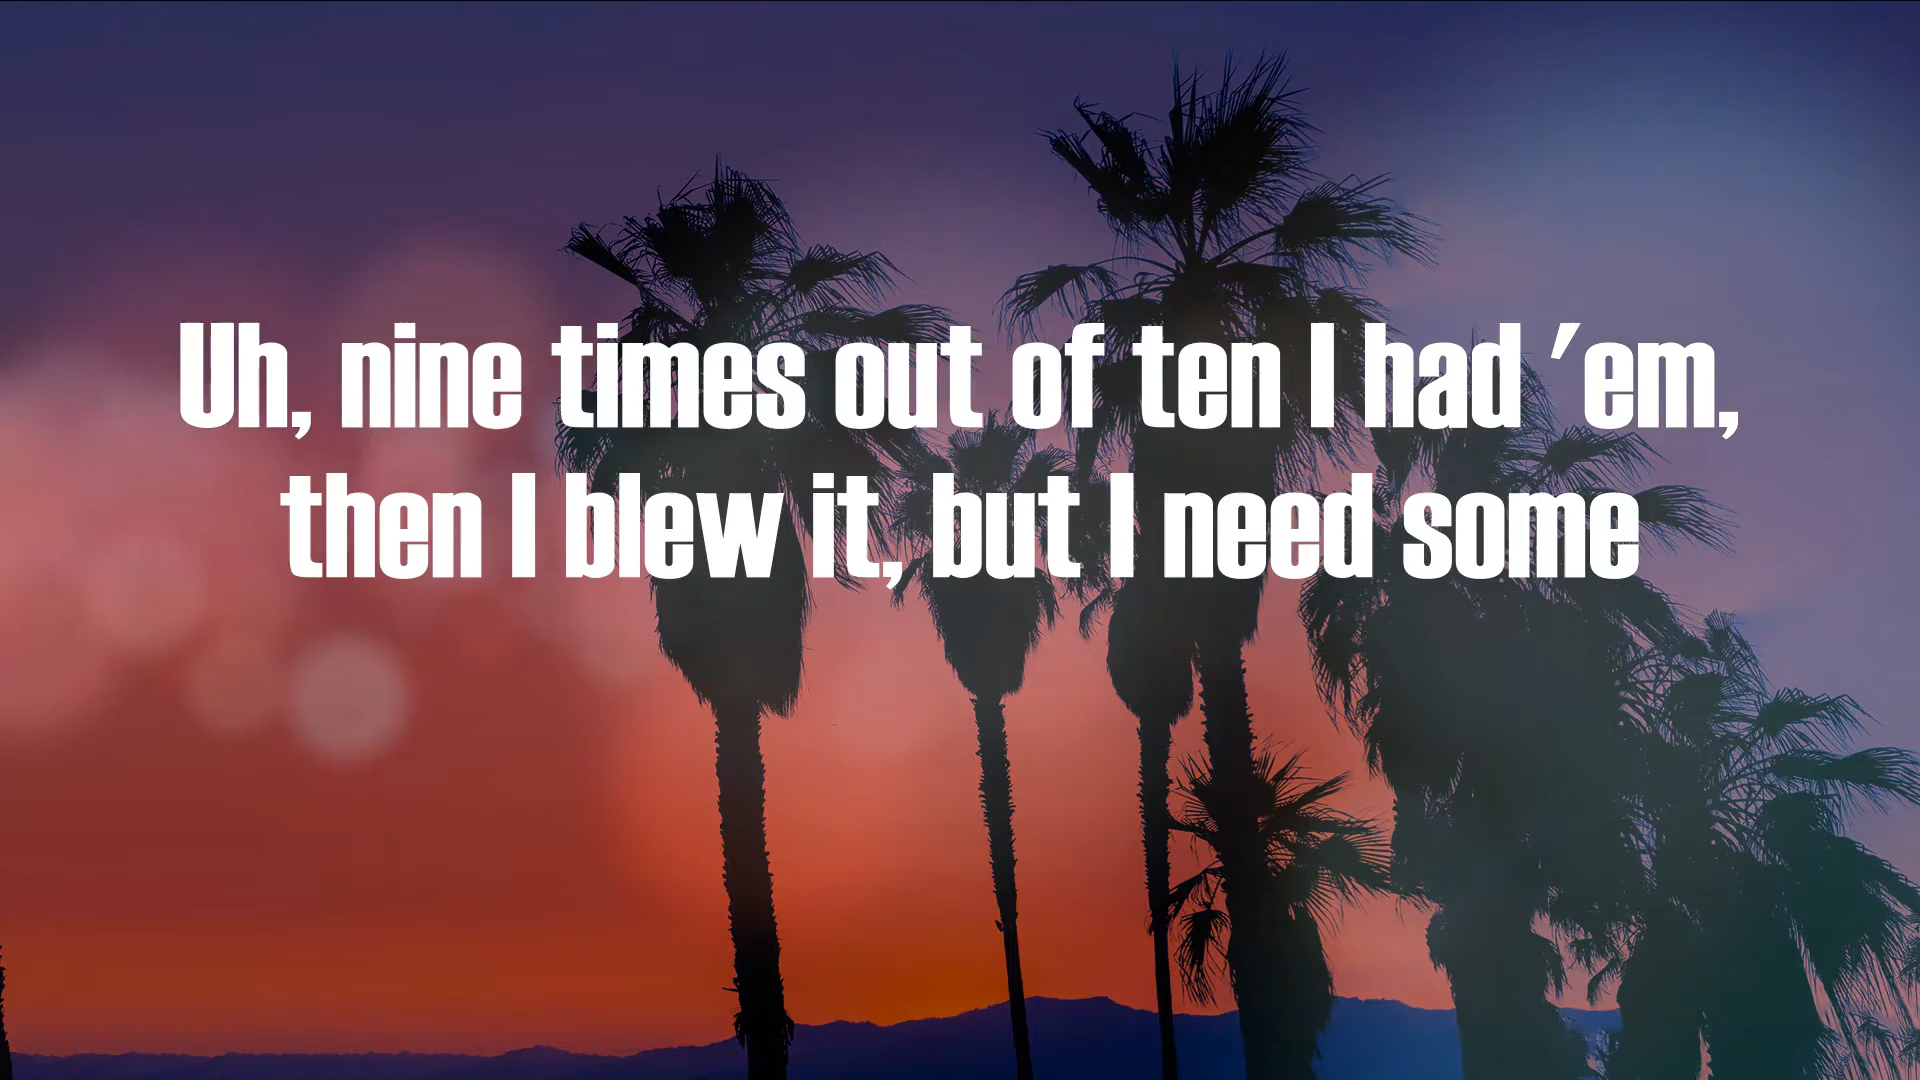 Uh, nine times out of ten I had 'em,
then I blew it, but I need some